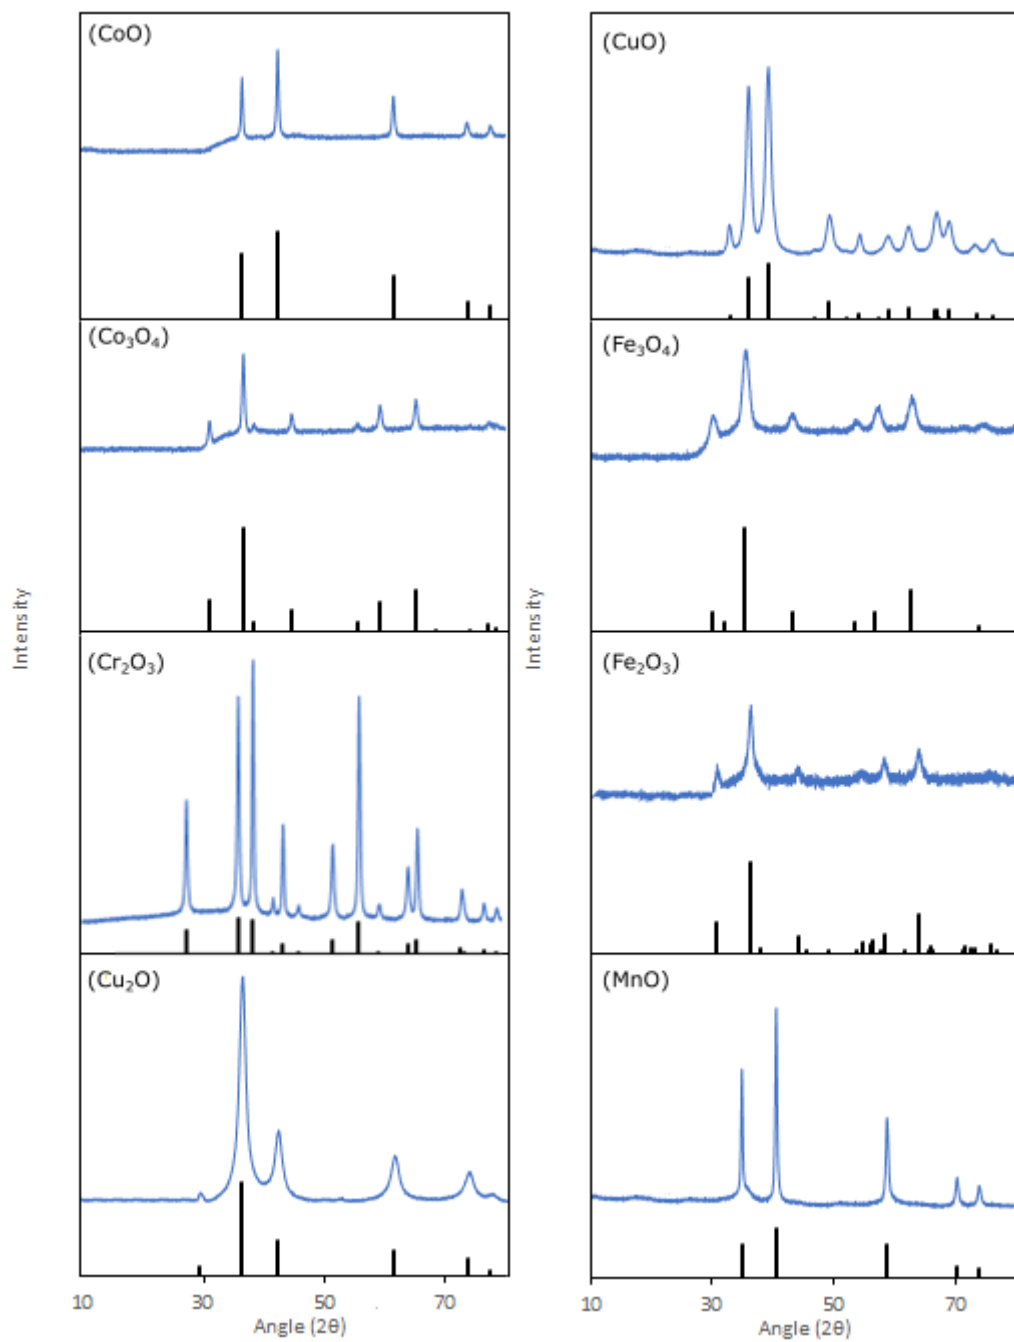 (CoO)
(CuO)
(Co₃O₄)
(Fe₃O₄)
Intensity
Intensity
(Cr₂O₃)
(Fe₂O₃)
(Cu₂O)
(MnO)
10 30 50 70
Angle (2θ)
10 30 50 70
Angle (2θ)